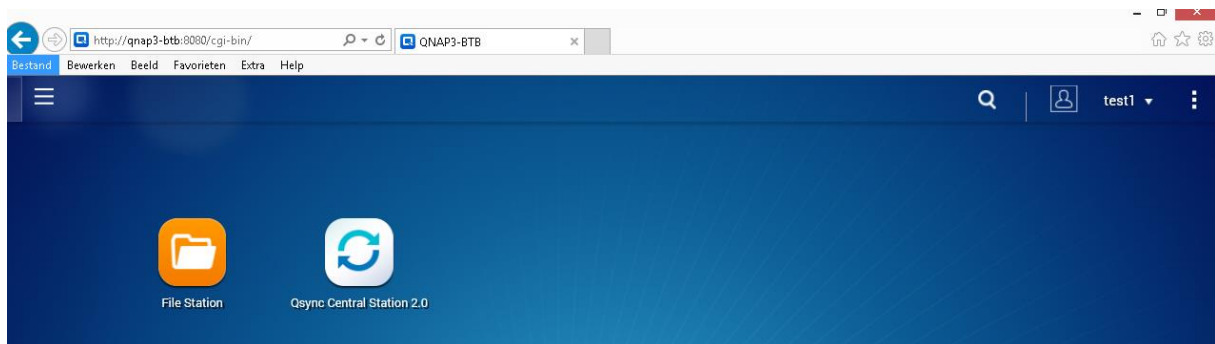 http://qnap3-btb:8080/cgi-bin/
QNAP3-BTB
Bestand Bewerken Beeld Favorieten Extra Help
test1
File Station
Qsync Central Station 2.0